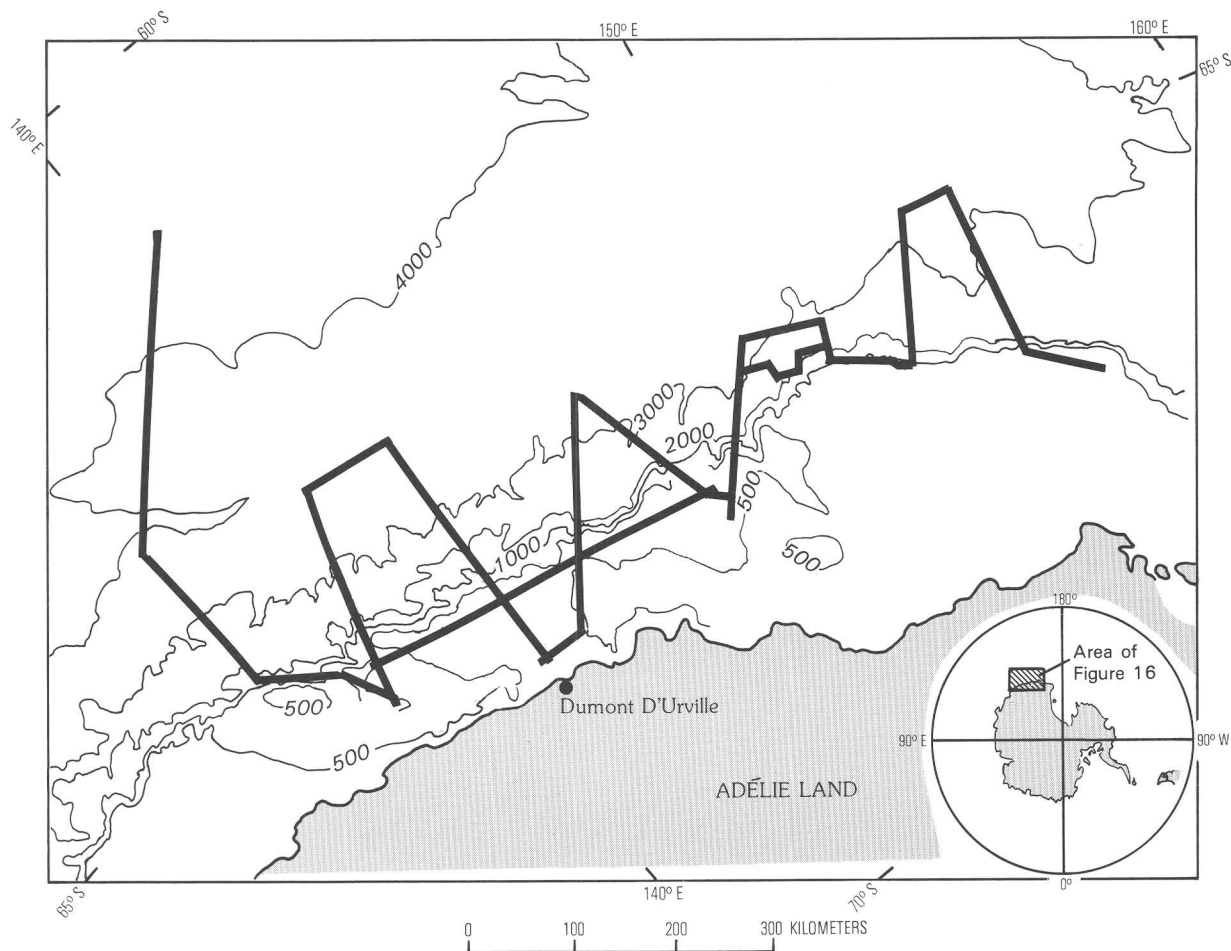 60° S
150° E
160° E
65° S
140° E
4000
3000
2000
1000
500
500
500
500
Dumont D'Urville
ADÉLIE LAND
180°
Area of
Figure 16
90° E
90° W
0°
65° S
140° E
70° S
0 100 200 300 KILOMETERS